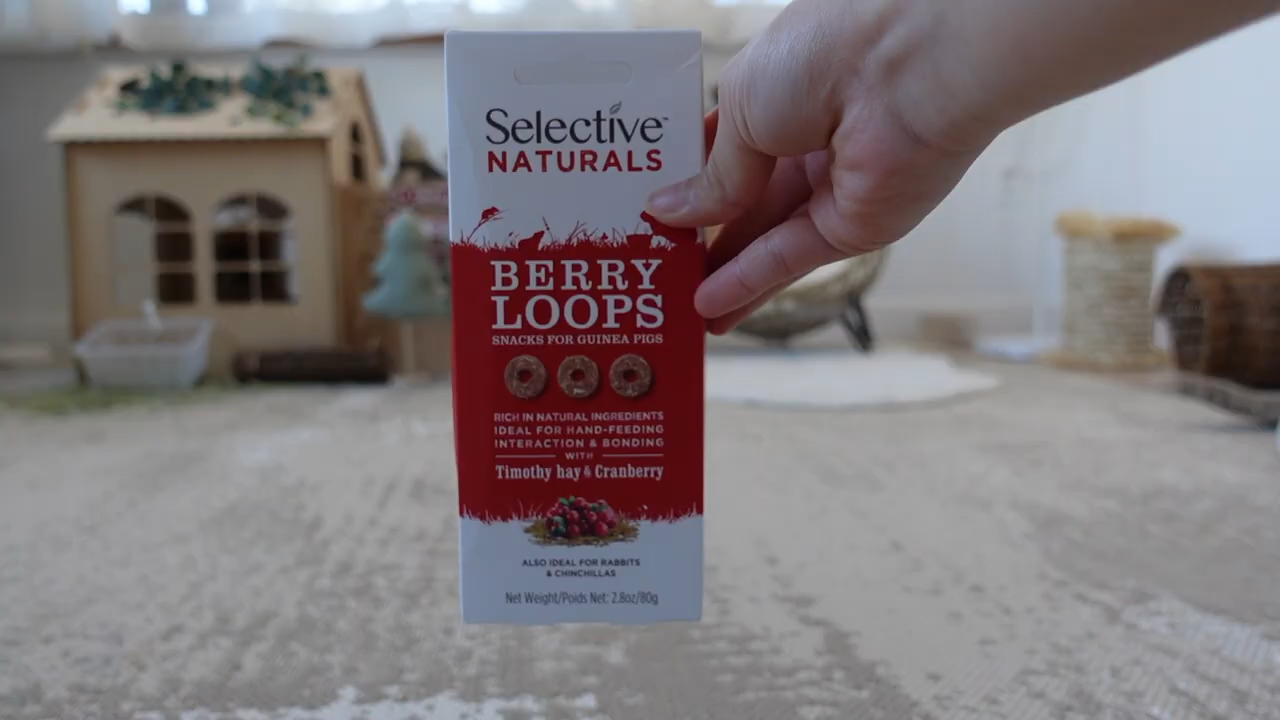 Selective™
NATURALS
BERRY
LOOPS
SNACKS FOR GUINEA PIGS
RICH IN NATURAL INGREDIENTS
IDEAL FOR HAND-FEEDING
INTERACTION & BONDING
WITH
Timothy hay & Cranberry
ALSO IDEAL FOR RABBITS
& CHINCHILLAS
Net Weight/Poids Net: 2.8oz/80g